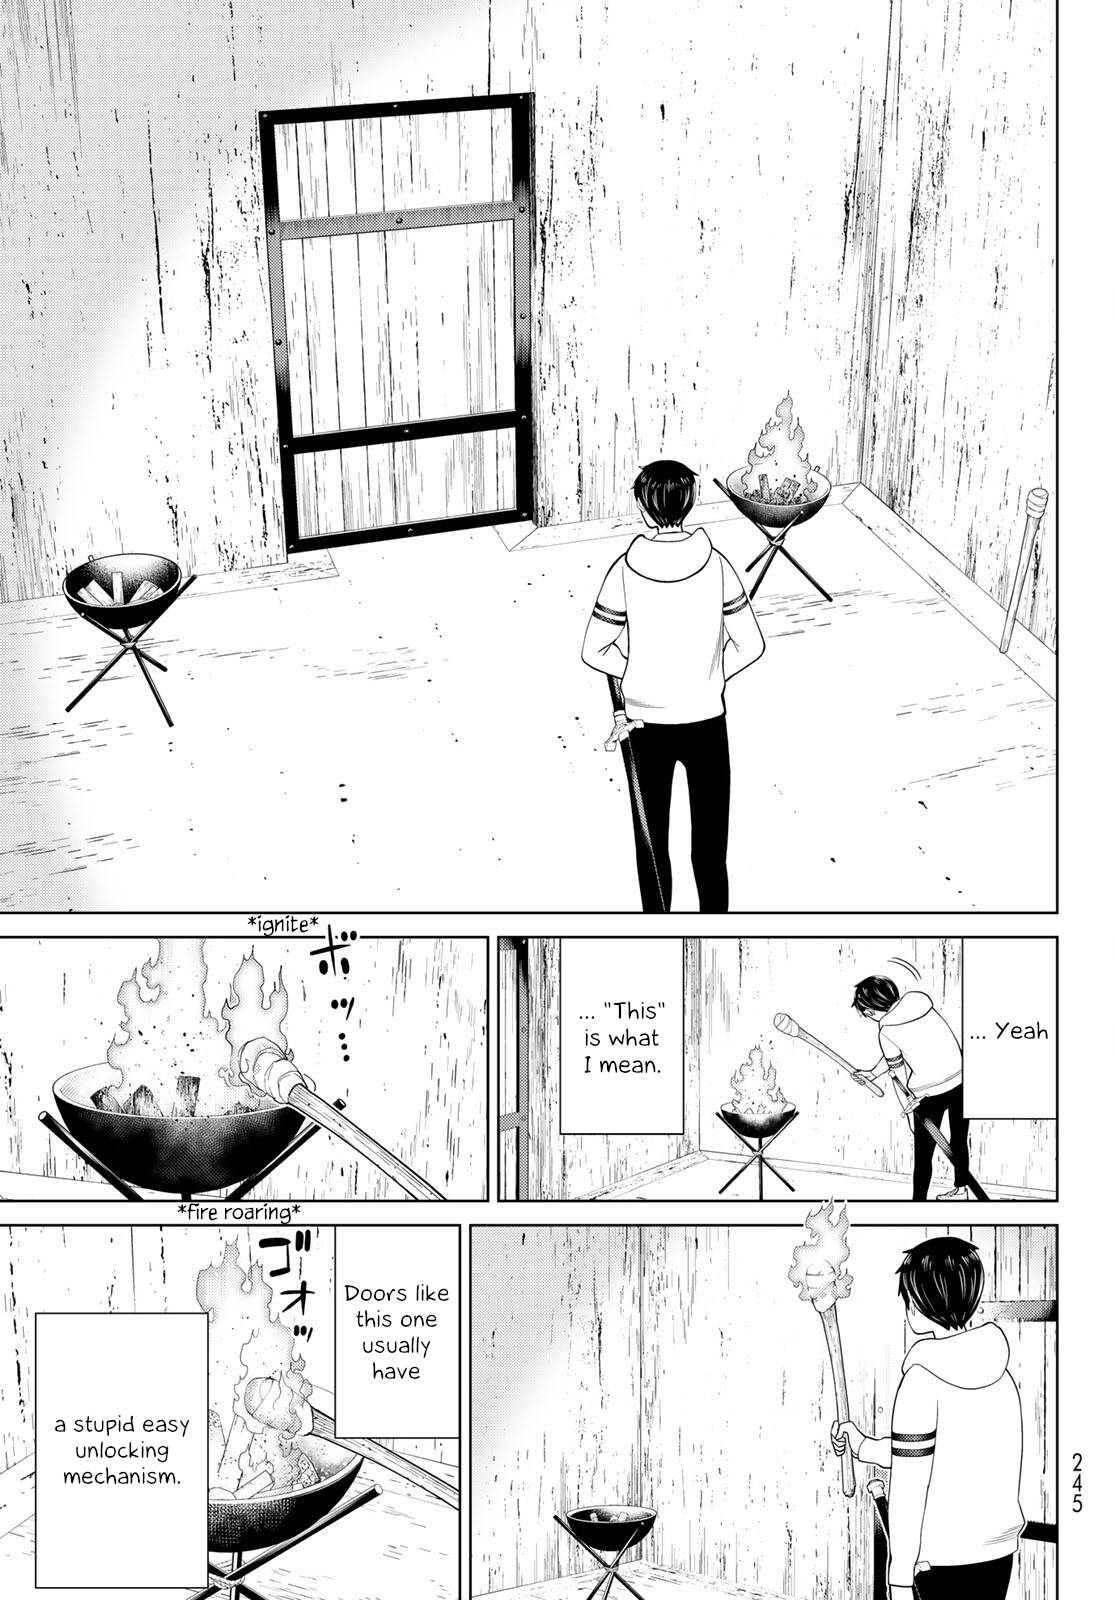 ... Yeah
... "This"
is what
I mean.
*ignite*
ボッ…
Doors like
this one
usually
have
*fire roaring*
ゴオッ
a stupid easy
unlocking
mechanism.
245